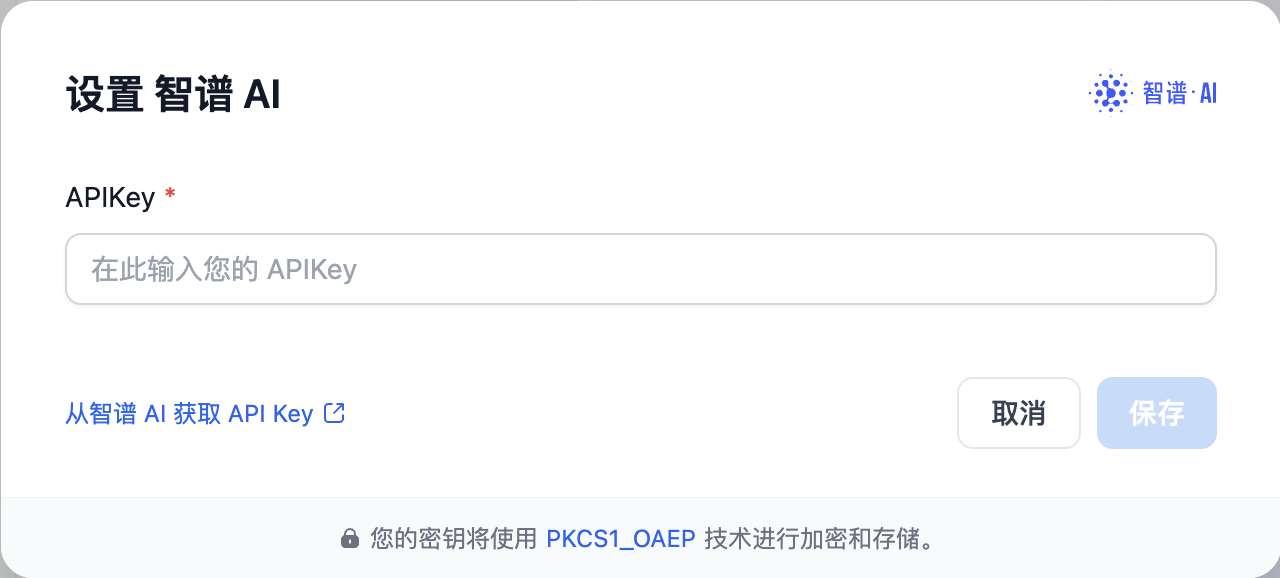 设置 智谱 AI
智谱·AI
APIKey *
在此输入您的 APIKey
从智谱 AI 获取 API Key
取消
保存
您的密钥将使用 PKCS1_OAEP 技术进行加密和存储。